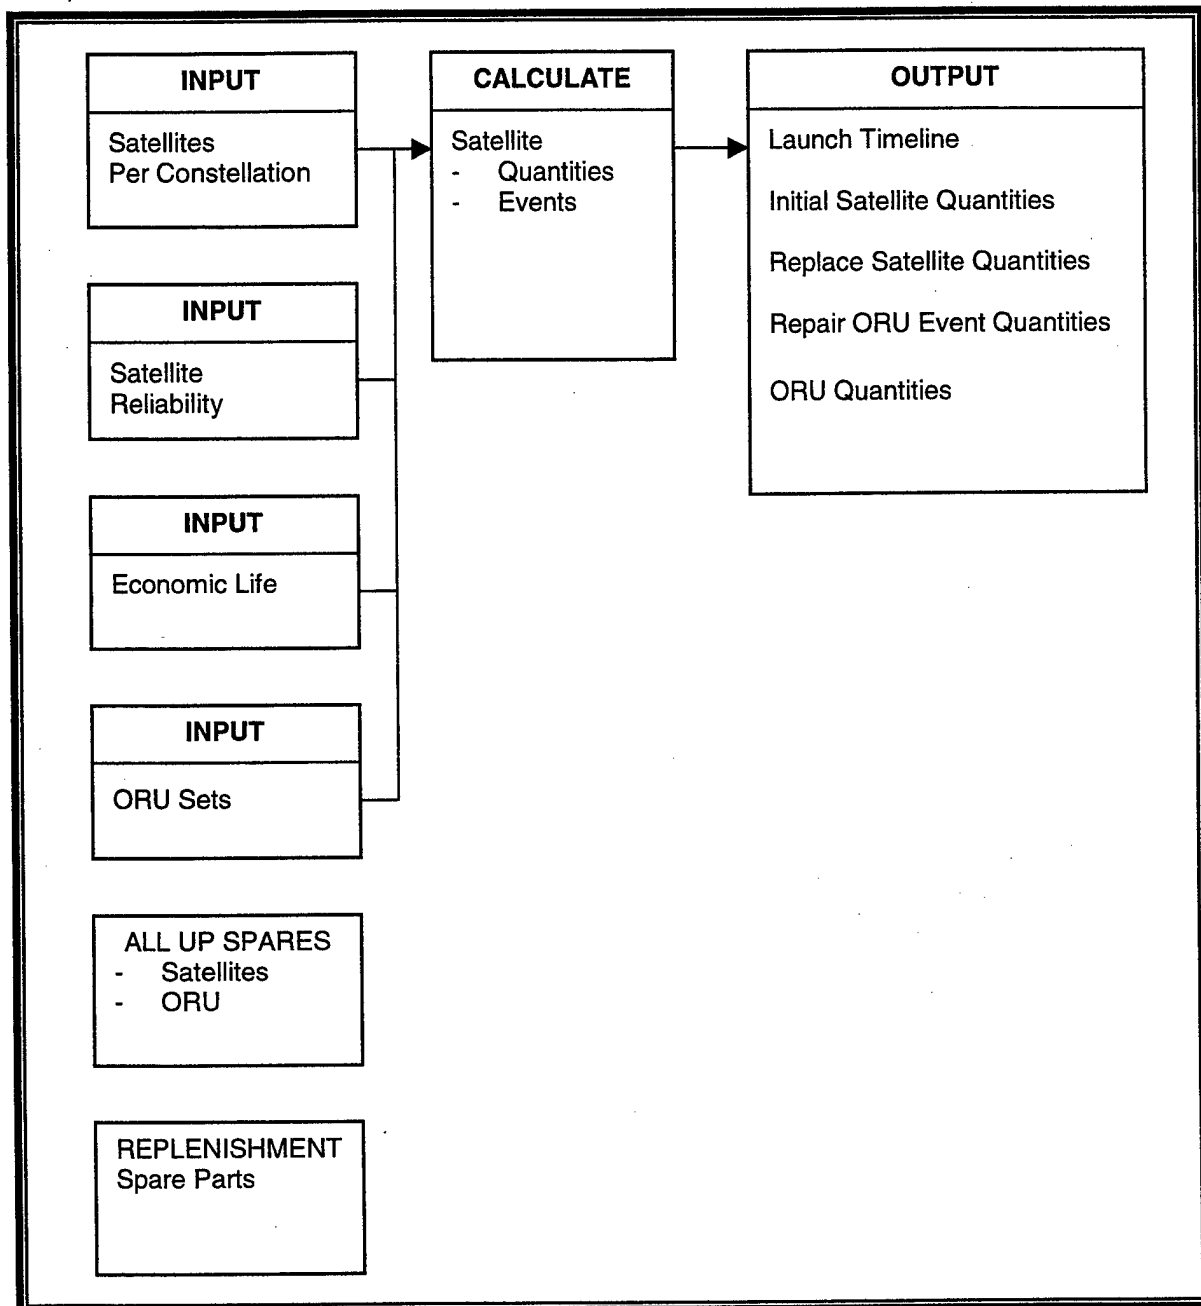 INPUT
Satellites
Per Constellation
INPUT
Satellite
Reliability
INPUT
Economic Life
INPUT
ORU Sets
ALL UP SPARES
- Satellites
- ORU
REPLENISHMENT
Spare Parts
CALCULATE
Satellite
- Quantities
- Events
OUTPUT
Launch Timeline
Initial Satellite Quantities
Replace Satellite Quantities
Repair ORU Event Quantities
ORU Quantities